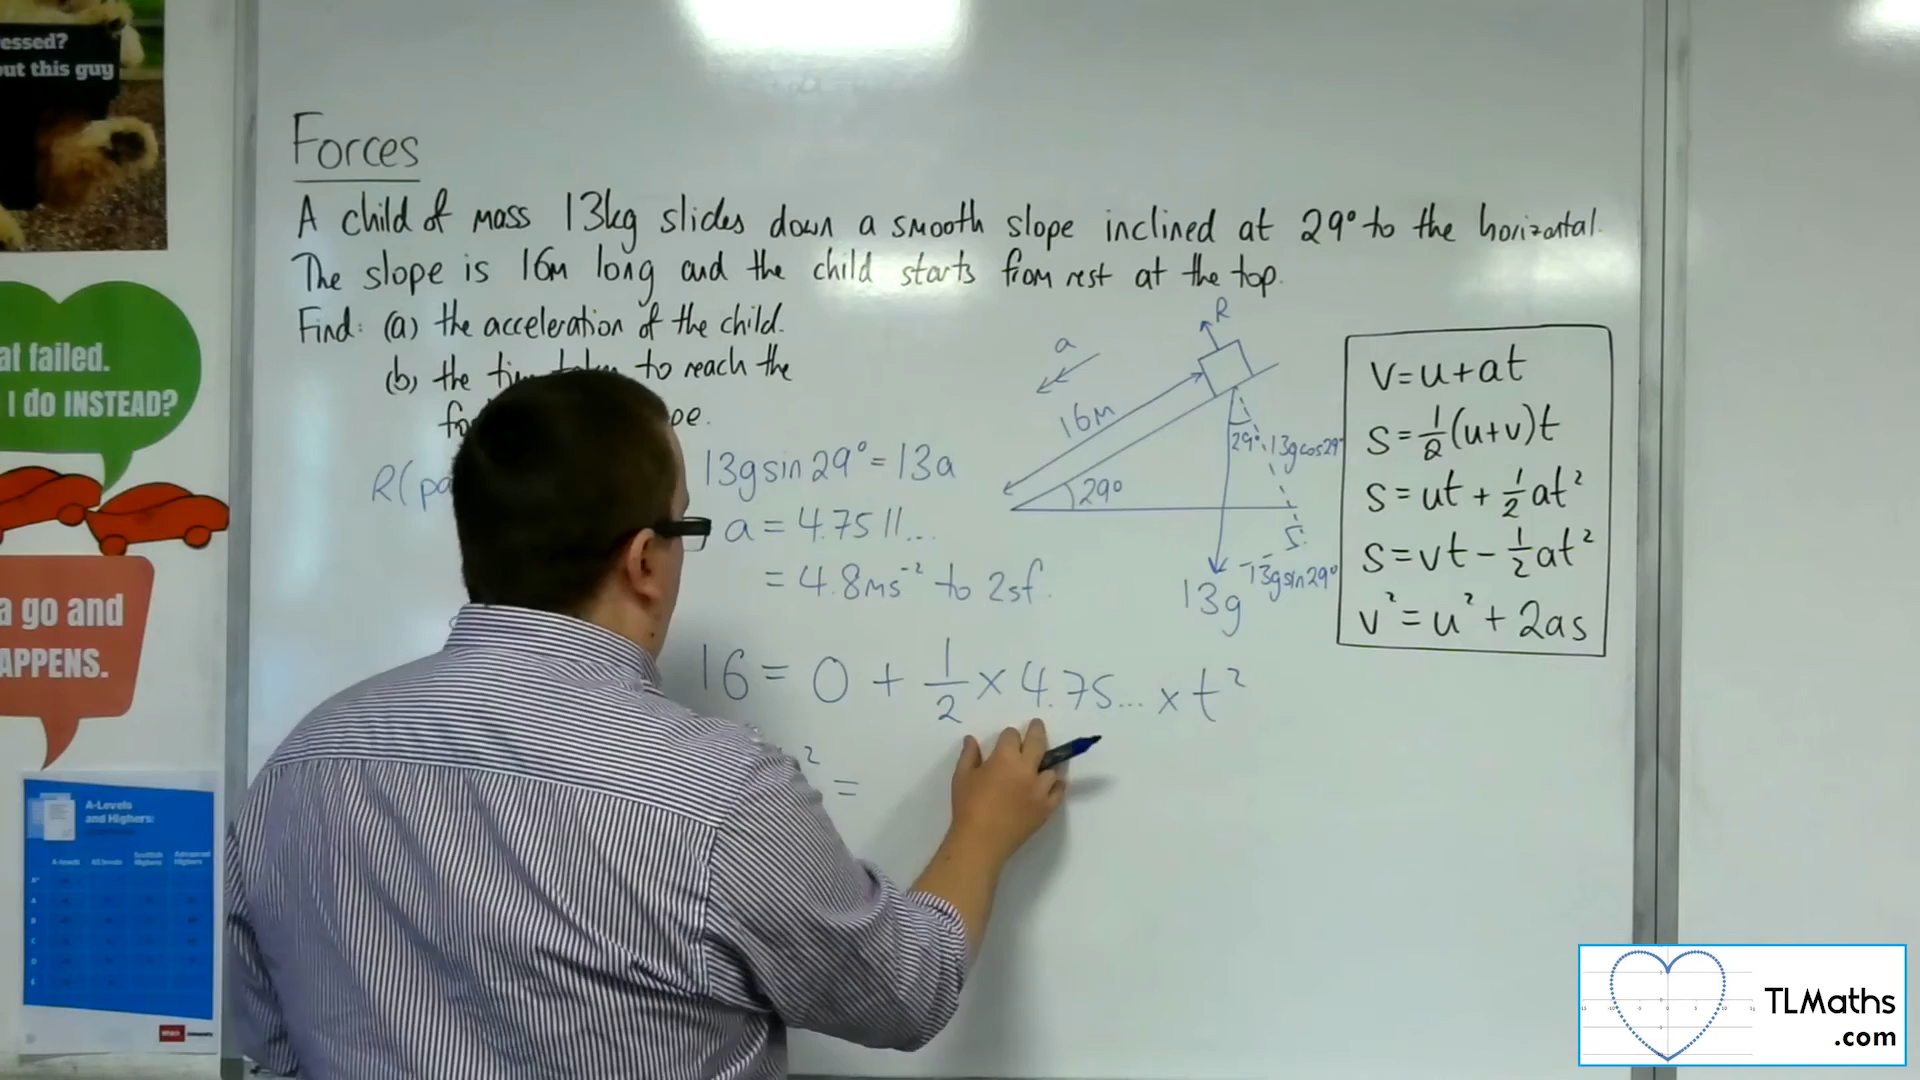 essed?
out this guy
at failed.
I do INSTEAD?
a go and
APPENS.
A-Levels
and Highers:
Forces
A child of mass 13kg slides down a smooth slope inclined at 29° to the horizontal.
The slope is 16m long and the child starts from rest at the top.
Find: (a) the acceleration of the child.
(b) the to reach the
R
a
16m
29°
29°
13gcos29°
13gsin29°
13g
R(pa
13gsin29° = 13a
a = 4.7511...
= 4.8ms⁻² to 2sf.
16 = 0 + 1/2 × 4.75... × t²
² =
v = u + at
s = 1/2(u+v)t
s = ut + 1/2at²
s = vt - 1/2at²
v² = u² + 2as
TLMaths
.com